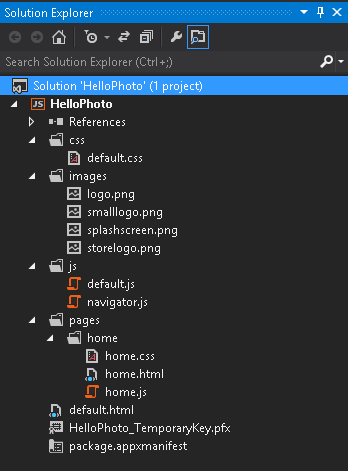 Solution Explorer
Search Solution Explorer (Ctrl+;)
Solution 'HelloPhoto' (1 project)
JS HelloPhoto
References
css
default.css
images
logo.png
smalllogo.png
splashscreen.png
storelogo.png
js
default.js
navigator.js
pages
home
home.css
home.html
home.js
default.html
HelloPhoto_TemporaryKey.pfx
package.appxmanifest